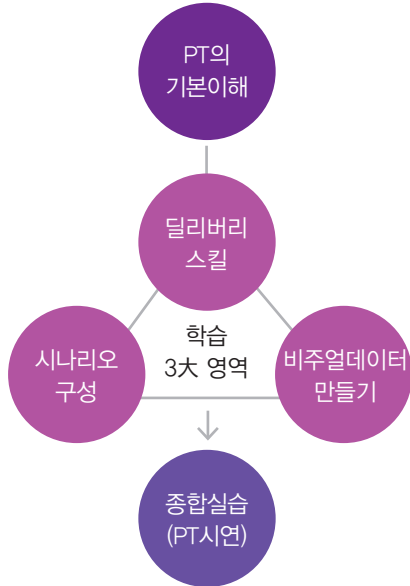 PT의
기본이해
딜리버리
스킬
학습
3大 영역
시나리오
구성
비주얼데이터
만들기
종합실습
(PT시연)